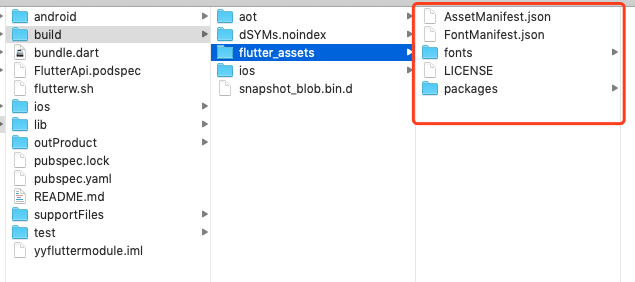 android
build
bundle.dart
FlutterApi.podspec
flutterw.sh
ios
lib
outProduct
pubspec.lock
pubspec.yaml
README.md
supportFiles
test
yyfluttermodule.iml
aot
dSYMs.noindex
flutter_assets
ios
snapshot_blob.bin.d
AssetManifest.json
FontManifest.json
fonts
LICENSE
packages